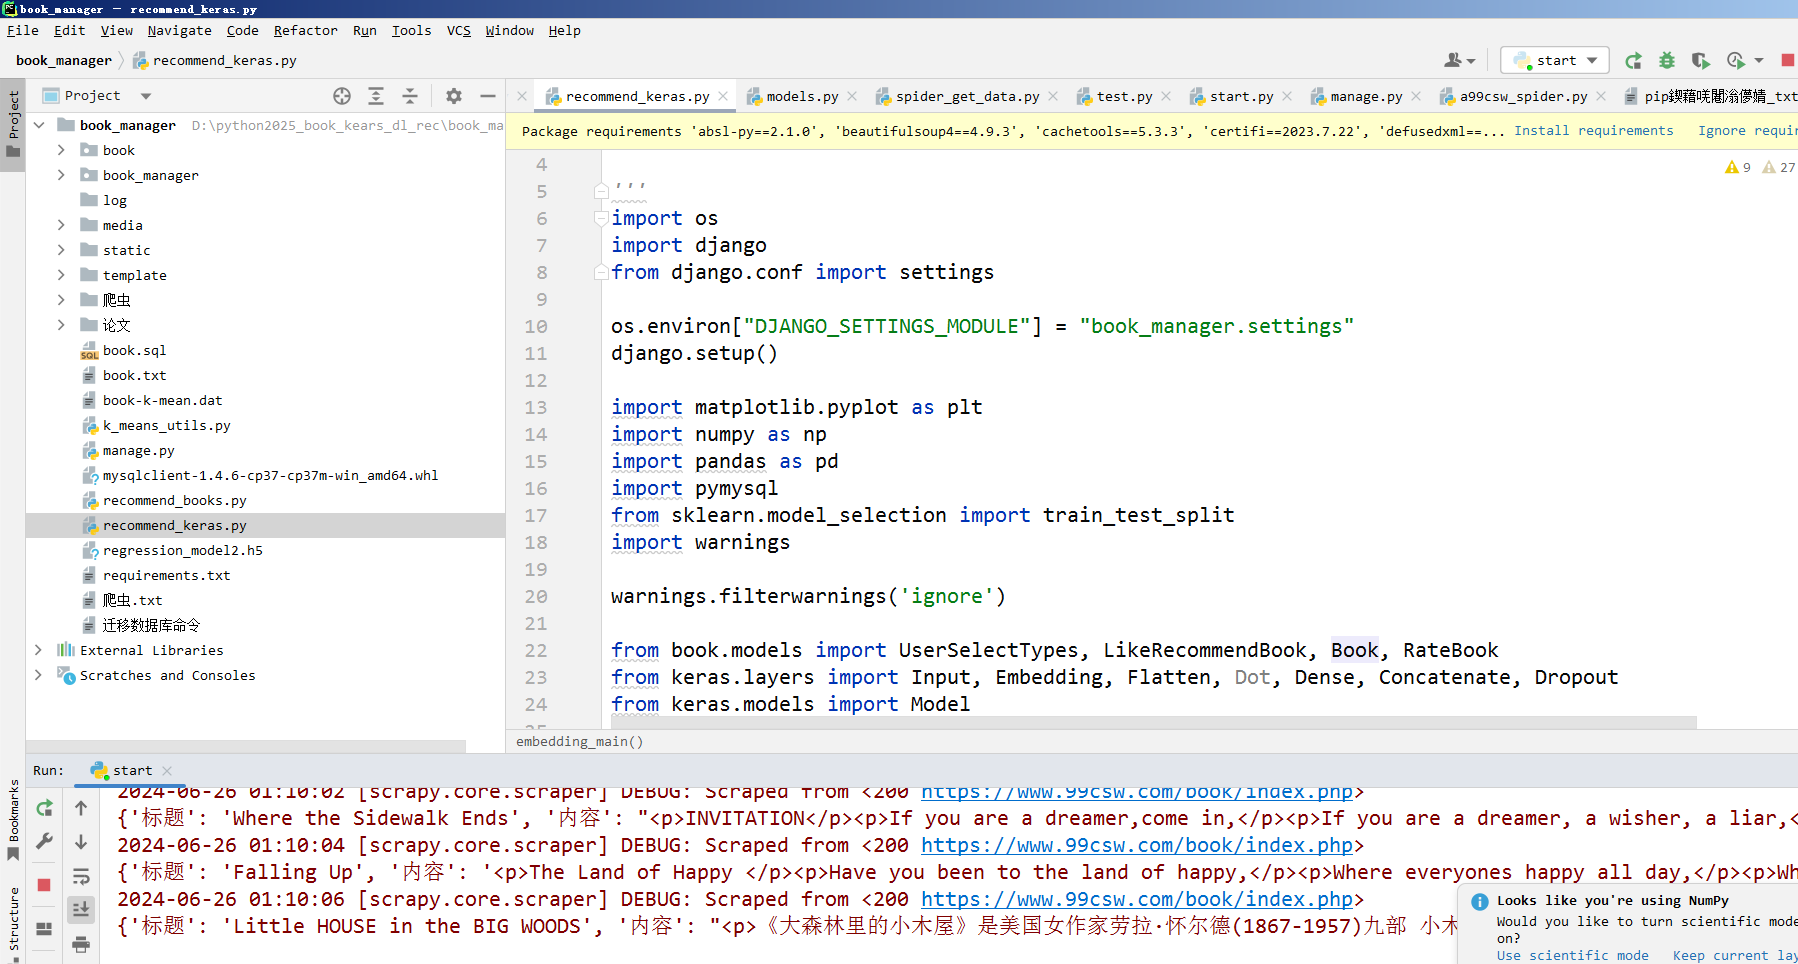 book_manager – recommend_keras.py
File Edit View Navigate Code Refactor Run Tools VCS Window Help
book_manager recommend_keras.py
start
Project
Project
recommend_keras.py models.py spider_get_data.py test.py start.py manage.py a99csw_spider.py
book_manager D:\python2025_book_kears_dl_rec\book_ma
book
book_manager
log
media
static
template
爬虫
论文
book.sql
book.txt
book-k-mean.dat
k_means_utils.py
manage.py
mysqlclient-1.4.6-cp37-cp37m-win_amd64.whl
recommend_books.py
recommend_keras.py
regression_model2.h5
requirements.txt
爬虫.txt
迁移数据库命令
External Libraries
Scratches and Consoles
Package requirements 'absl-py==2.1.0', 'beautifulsoup4==4.9.3', 'cachetools==5.3.3', 'certifi==2023.7.22', 'defusedxml==... Install requirements Ignore requir
9 27
4
5 '''
6 import os
7 import django
8 from django.conf import settings
9
10 os.environ["DJANGO_SETTINGS_MODULE"] = "book_manager.settings"
11 django.setup()
12
13 import matplotlib.pyplot as plt
14 import numpy as np
15 import pandas as pd
16 import pymysql
17 from sklearn.model_selection import train_test_split
18 import warnings
19
20 warnings.filterwarnings('ignore')
21
22 from book.models import UserSelectTypes, LikeRecommendBook, Book, RateBook
23 from keras.layers import Input, Embedding, Flatten, Dot, Dense, Concatenate, Dropout
24 from keras.models import Model
embedding_main()
Run: start
Bookmarks
Structure
2024-06-26 01:10:02 [scrapy.core.scraper] DEBUG: Scraped from <200 https://www.99csw.com/book/index.php>
{'标题': 'Where the Sidewalk Ends', '内容': "<p>INVITATION</p><p>If you are a dreamer,come in,</p><p>If you are a dreamer, a wisher, a liar,<
2024-06-26 01:10:04 [scrapy.core.scraper] DEBUG: Scraped from <200 https://www.99csw.com/book/index.php>
{'标题': 'Falling Up', '内容': '<p>The Land of Happy </p><p>Have you been to the land of happy,</p><p>Where everyones happy all day,</p><p>Wh
2024-06-26 01:10:06 [scrapy.core.scraper] DEBUG: Scraped from <200 https://www.99csw.com/book/index.php>
{'标题': 'Little HOUSE in the BIG WOODS', '内容': "<p>《大森林里的小木屋》是美国女作家劳拉·怀尔德(1867-1957)九部 小木
Looks like you're using NumPy
Would you like to turn scientific mode
on?
Use scientific mode Keep current lay